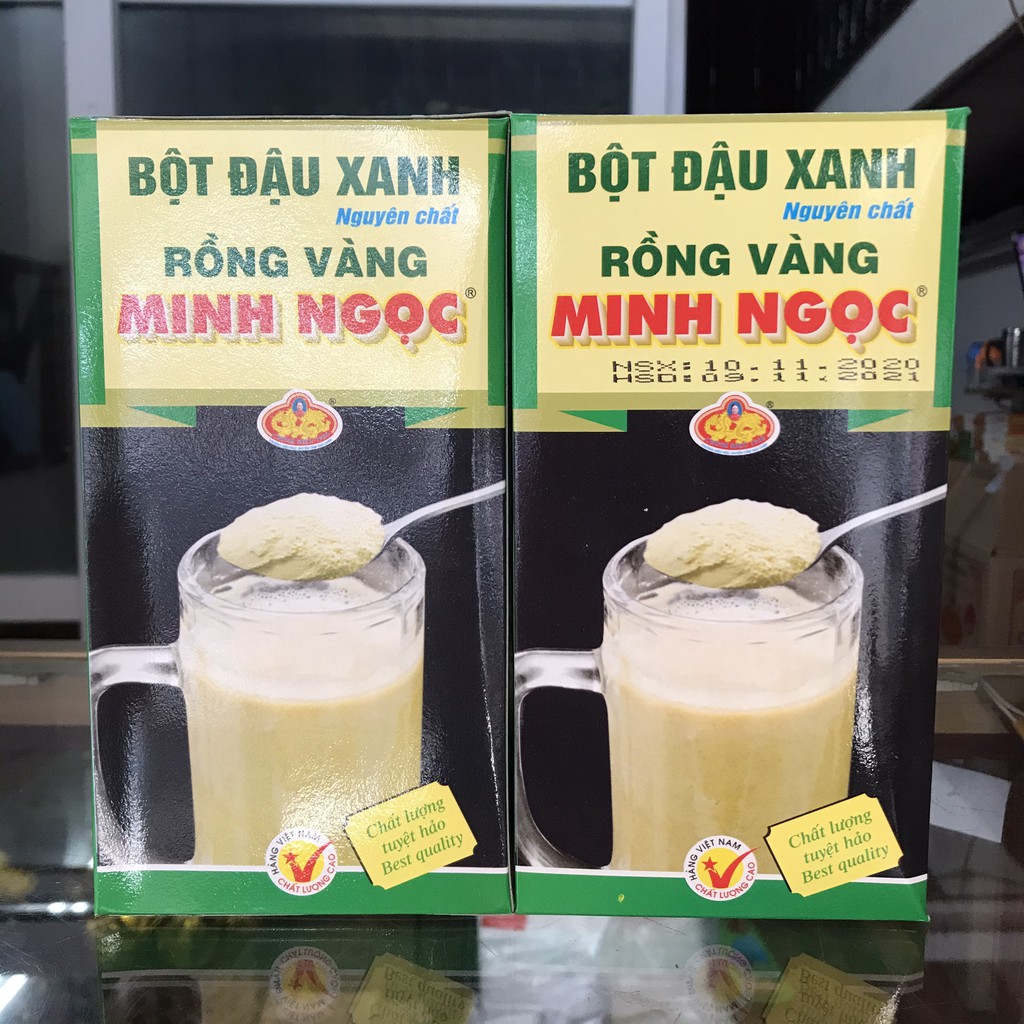 BỘT ĐẬU XANH
Nguyên chất
RỒNG VÀNG
MINH NGỌC®
®
Chất lượng
tuyệt hảo
Best quality
HÀNG VIỆT NAM
CHẤT LƯỢNG CAO
BỘT ĐẬU XANH
Nguyên chất
RỒNG VÀNG
MINH NGỌC®
NSX: 10.11.2020
HSD: 09.11.2021
®
Chất lượng
tuyệt hảo
Best quality
HÀNG VIỆT NAM
CHẤT LƯỢNG CAO